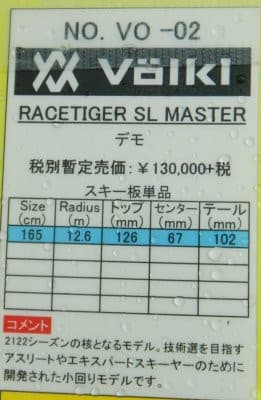 NO. VO -02
Völkl
RACETIGER SL MASTER
デモ
税別暫定売価：￥130,000+税
スキー板単品
Size (cm) Radius (m) トップ (mm) センター (mm) テール (mm)
165 12.6 126 67 102
コメント
2122シーズンの核となるモデル。技術選を目指す
アスリートやエキスパートスキーヤーのために
開発された小回りモデルです。